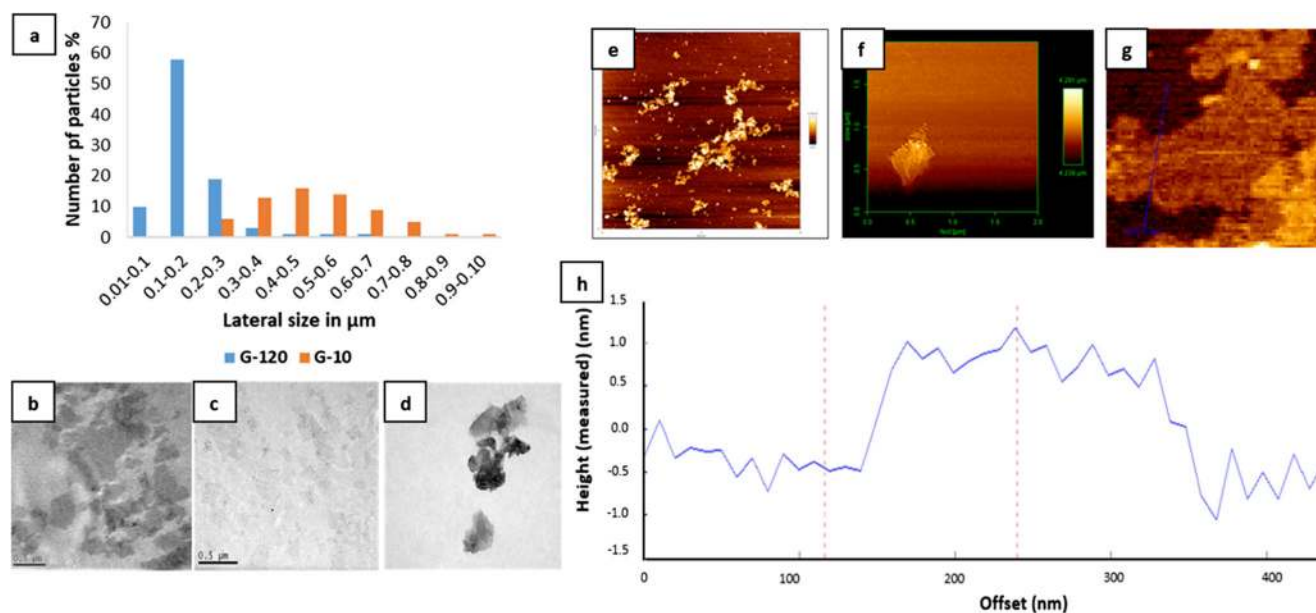 a
Number pf particles %
70
60
50
40
30
20
10
0
0.01-0.1
0.1-0.2
0.2-0.3
0.3-0.4
0.4-0.5
0.5-0.6
0.6-0.7
0.7-0.8
0.8-0.9
0.9-0.10
Lateral size in µm
G-120 G-10
b
c
0.5 µm
d
e
f
g
h
Height (measured) (nm)
1.5
1.0
0.5
0.0
-0.5
-1.0
-1.5
0 100 200 300 400
Offset (nm)